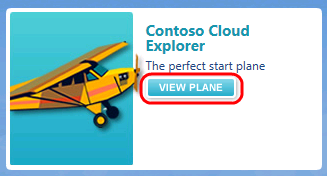 Contoso Cloud
Explorer
The perfect start plane
VIEW PLANE